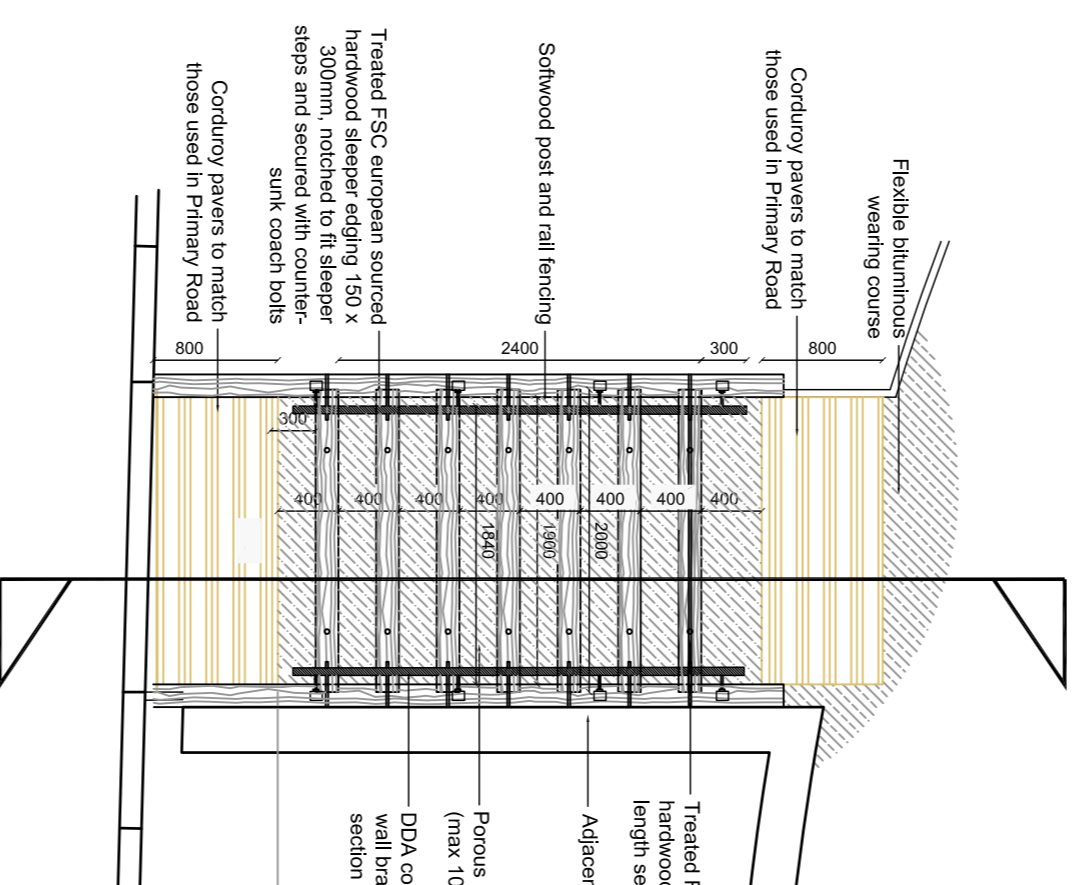 Flexible bituminous
wearing course
Corduroy pavers to match
those used in Primary Road
Softwood post and rail fencing
Treated FSC european sourced
hardwood sleeper edging 150 x
300mm, notched to fit sleeper
steps and secured with counter-
sunk coach bolts
Corduroy pavers to match
those used in Primary Road
800
2400
300
800
300
400
400
400
400
400
400
400
400
1840
1900
2000
Treated
hardwood
length
Adjacen
Porous
(max 10
DDA co
wall bra
section